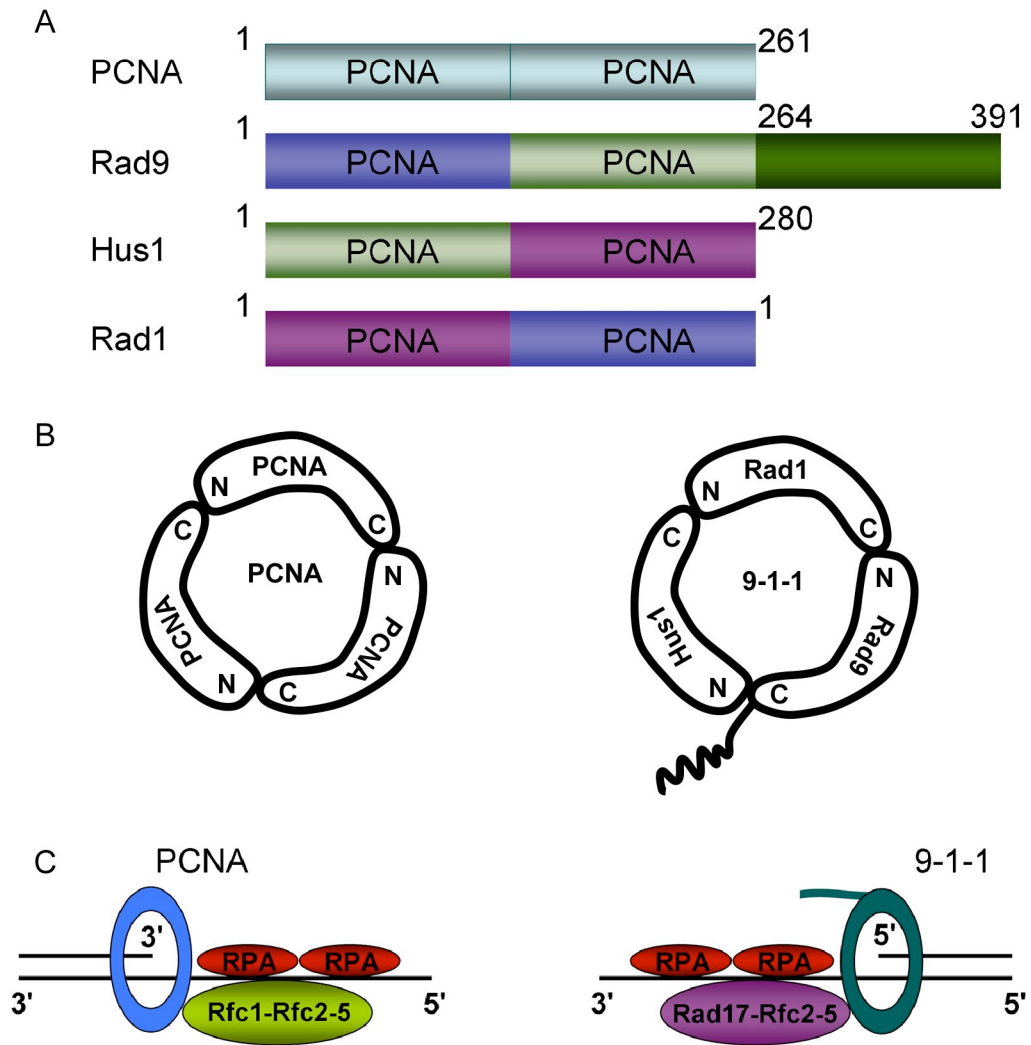 A
PCNA 1 PCNA PCNA 261
Rad9 1 PCNA PCNA 264 391
Hus1 1 PCNA PCNA 280
Rad1 1 PCNA PCNA 1
B
PCNA N C
PCNA N C
PCNA N C
PCNA
Rad1 N C
Rad9 N C
Hus1 N C
9-1-1
C
PCNA
3'
RPA RPA
3' Rfc1-Rfc2-5 5'
9-1-1
5'
RPA RPA
3' Rad17-Rfc2-5 5'